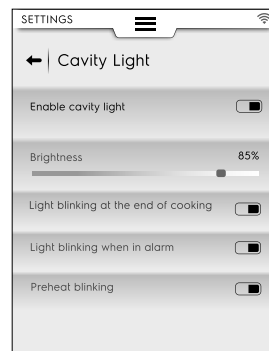 SETTINGS
Cavity Light
Enable cavity light
Brightness 85%
Light blinking at the end of cooking
Light blinking when in alarm
Preheat blinking